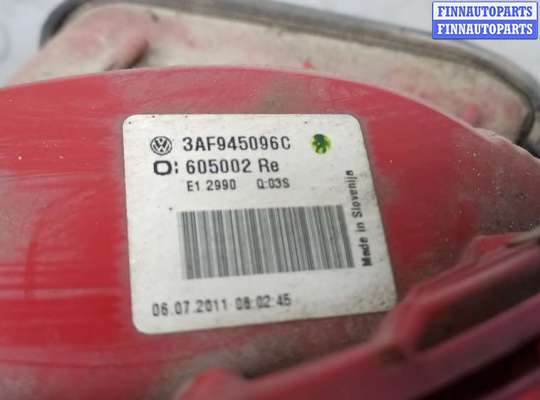 FINNAUTOPARTS
FINNAUTOPARTS
3AF945096C
O: 605002 Re
E1 2990 Q:03S
Made in Slovenija
06.07.2011 08:02:45